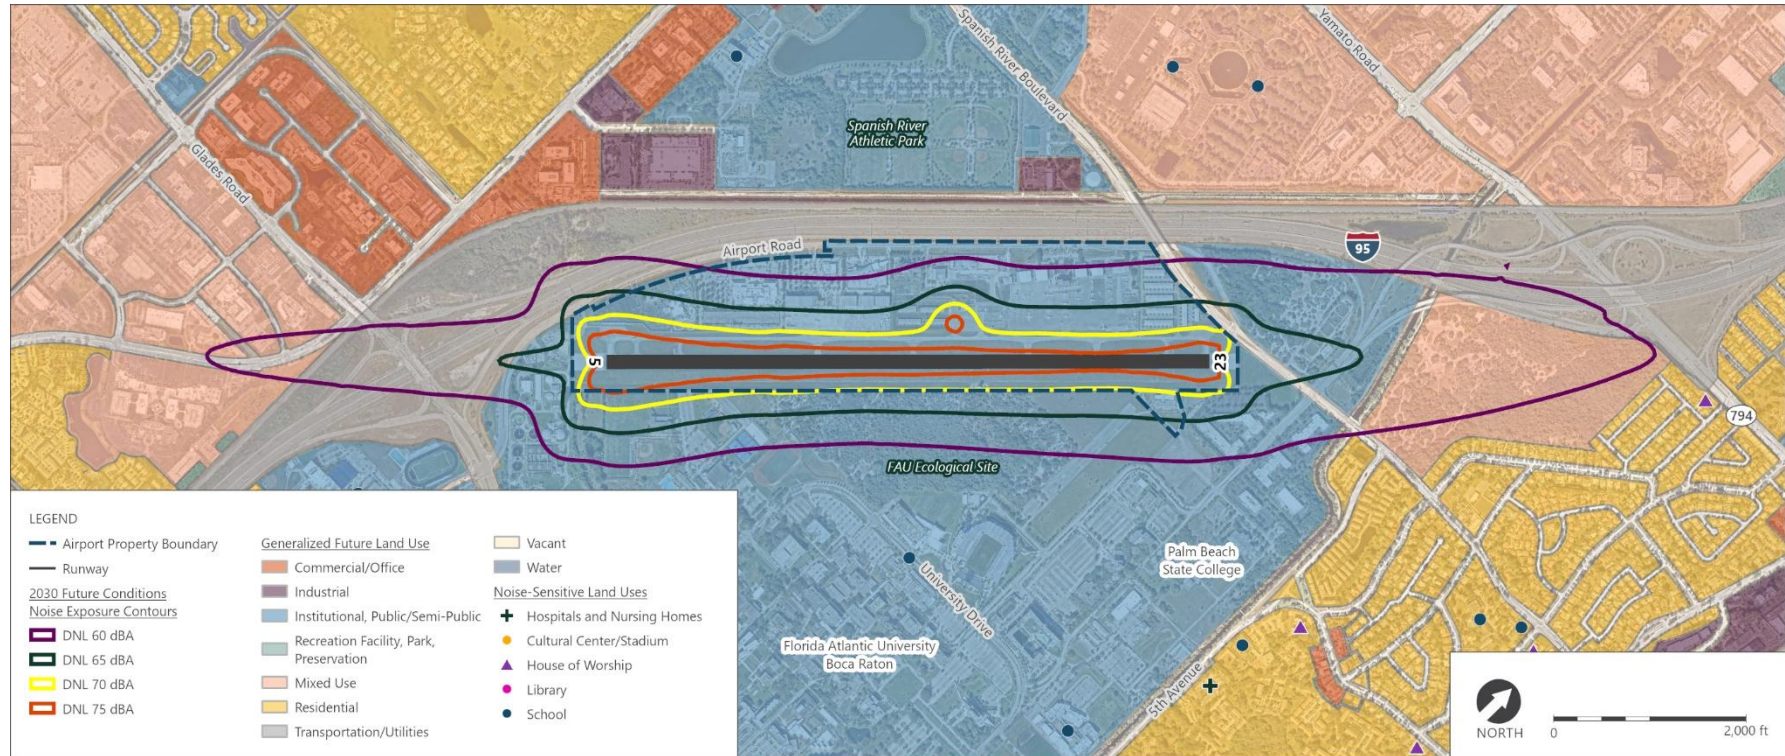 Spanish River Boulevard
Yamato Road
Glades Road
Spanish River
Athletic Park
Airport Road
95
5
23
794
FAU Ecological Site
Palm Beach
State College
University Drive
Florida Atlantic University
Boca Raton
5th Avenue
LEGEND
Airport Property Boundary
Runway
2030 Future Conditions
Noise Exposure Contours
DNL 60 dBA
DNL 65 dBA
DNL 70 dBA
DNL 75 dBA
Generalized Future Land Use
Commercial/Office
Industrial
Institutional, Public/Semi-Public
Recreation Facility, Park,
Preservation
Mixed Use
Residential
Transportation/Utilities
Vacant
Water
Noise-Sensitive Land Uses
Hospitals and Nursing Homes
Cultural Center/Stadium
House of Worship
Library
School
NORTH
0
2,000 ft